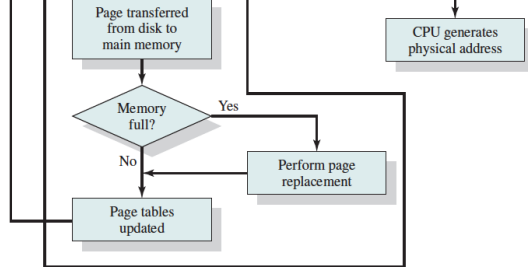 Page transferred
from disk to
main memory
CPU generates
physical address
Memory
full?
Yes
No
Perform page
replacement
Page tables
updated